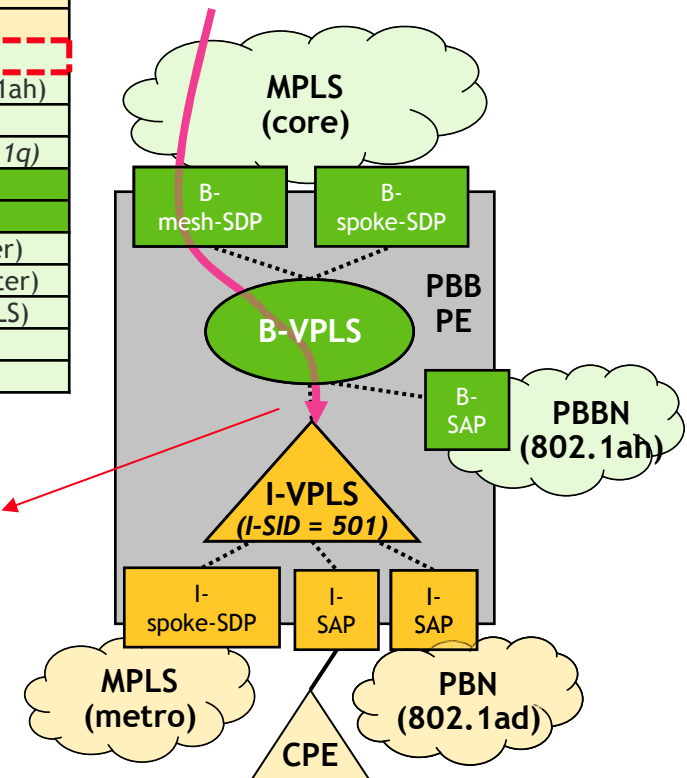 1ah)
1q)
er)
ter)
LS)
MPLS
(core)
B-
mesh-SDP
B-
spoke-SDP
PBB
PE
B-VPLS
B-
SAP
PBBN
(802.1ah)
I-VPLS
(I-SID = 501)
I-
spoke-SDP
I-
SAP
I-
SAP
MPLS
(metro)
PBN
(802.1ad)
CPE